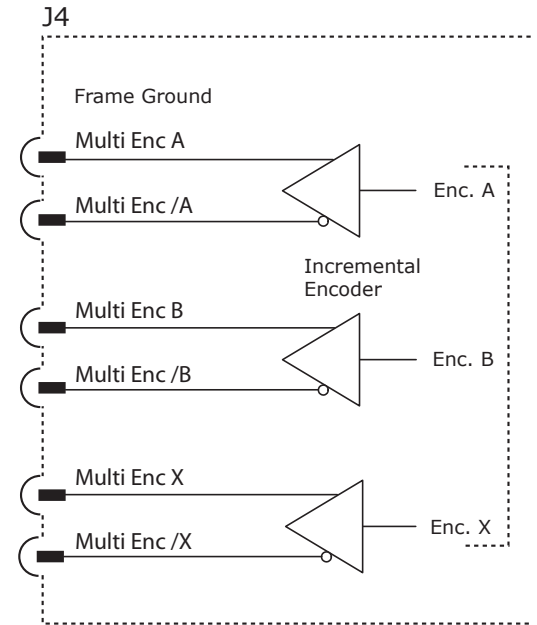 J4
Frame Ground
Multi Enc A
Multi Enc /A
Enc. A
Incremental
Encoder
Multi Enc B
Multi Enc /B
Enc. B
Multi Enc X
Multi Enc /X
Enc. X